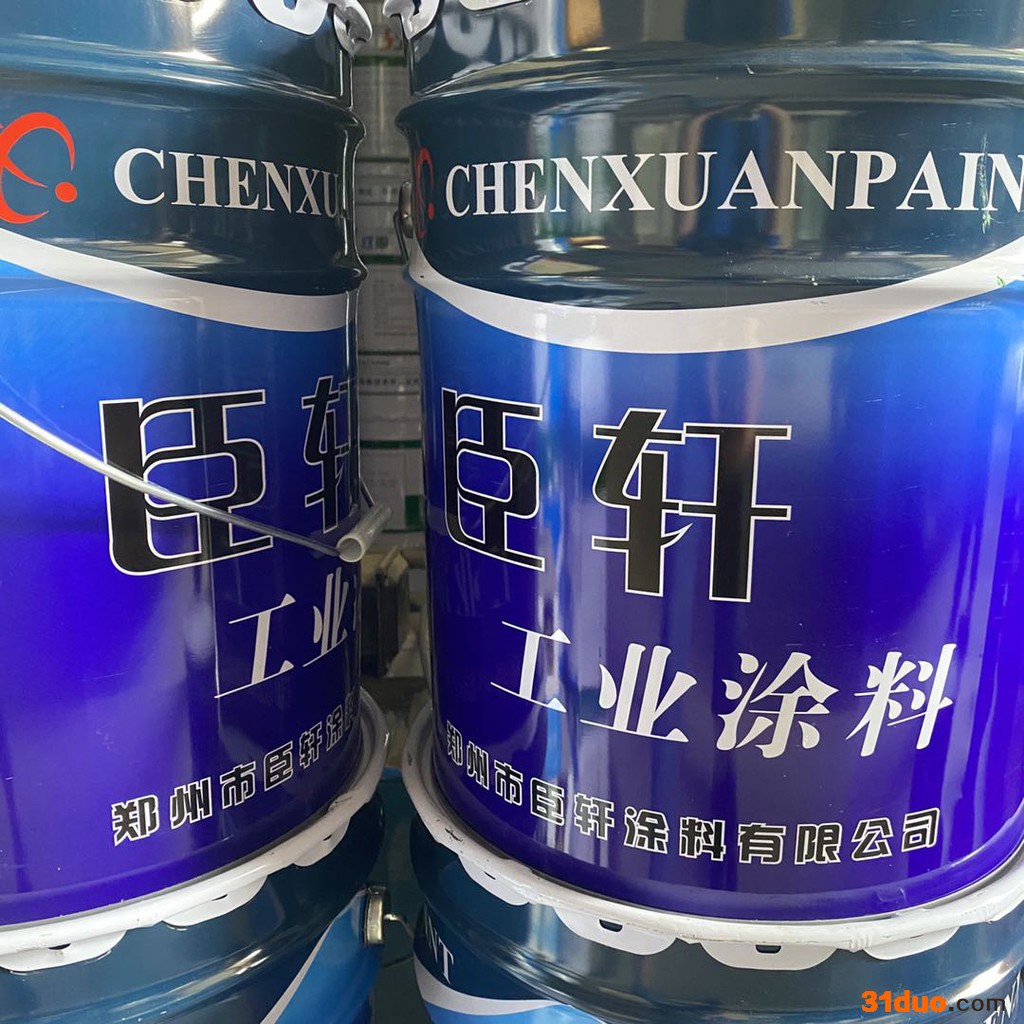 CHENXU
臣轩
工业
郑州市臣轩涂
CHENXUANPAIN
臣轩
工业涂料
郑州市臣轩涂料有限公司
NT
31duo.com